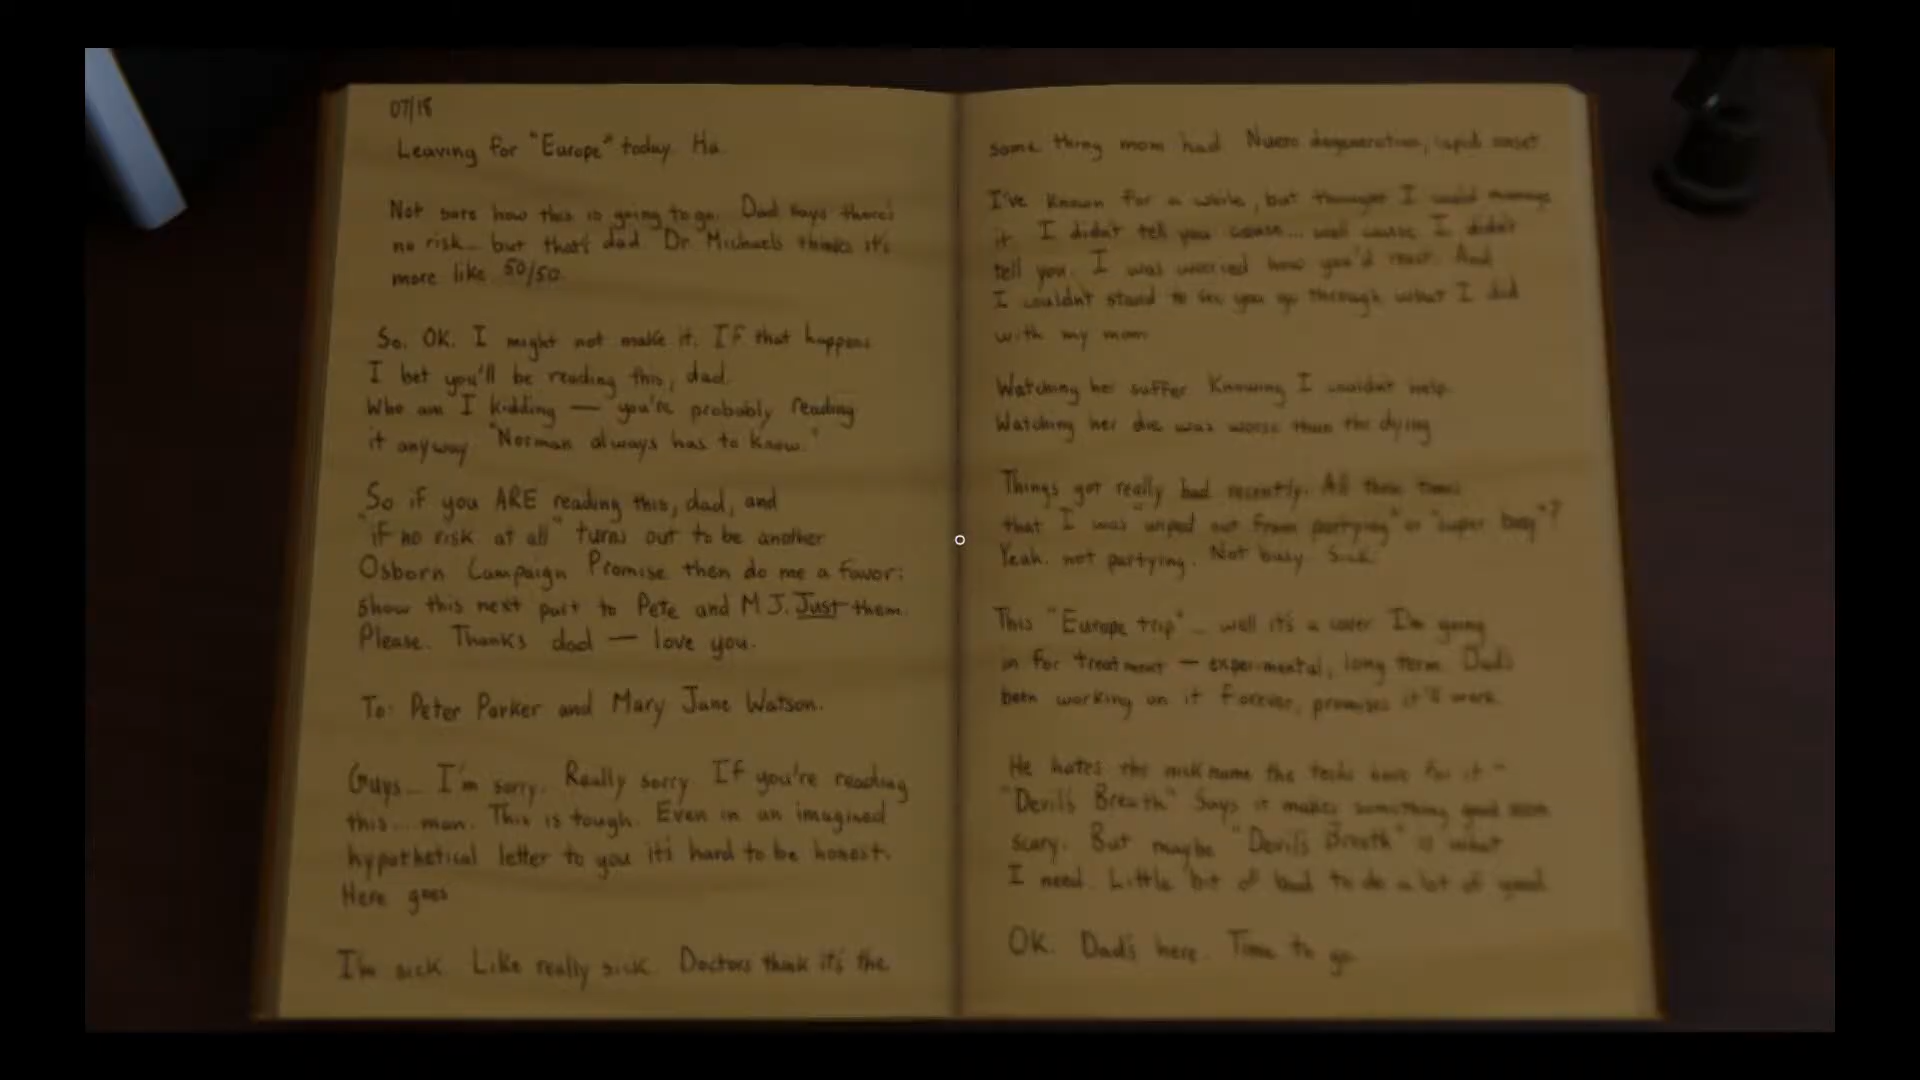 07/18
Leaving for "Europe" today. Ha.
Not sure how this is going to go. Dad says there's
no risk... but that's dad. Dr. Michaels thinks it's
more like 50/50.
So. OK. I might not make it. If that happens
I bet you'll be reading this, dad.
Who am I kidding — you're probably reading
it anyway. "Norman always has to know."
So if you ARE reading this, dad, and
"if no risk at all" turns out to be another
Osborn Campaign Promise then do me a favor:
show this next part to Pete and MJ. Just them.
Please. Thanks dad — love you.
To: Peter Parker and Mary Jane Watson.
Guys... I'm sorry. Really sorry. If you're reading
this... man. This is tough. Even in an imagined
hypothetical letter to you it's hard to be honest.
Here goes
I'm sick. Like really sick. Doctors think it's the
same thing mom had. Nuero degeneration, rapid onset
I've known for a while, but thought I could manage
it. I didn't tell you cause... well cause I didn't
tell you. I was worried how you'd react. And
I couldn't stand to see you go through what I did
with my mom.
Watching her suffer. Knowing I couldn't help.
Watching her die was worse than the dying
Things got really bad recently. All those times
that I was "wiped out from partying" or "super busy"?
Yeah. not partying. Not busy. Sick.
This "Europe trip"... well it's a cover. I'm going
in for treatment — experimental, long term. Dad's
been working on it forever, promises it'll work.
He hates the nickname the techs have for it -
"Devil's Breath" Says it makes something good seem
scary. But maybe "Devil's Breath" is what
I need. Little bit of bad to do a lot of good
OK. Dad's here. Time to go